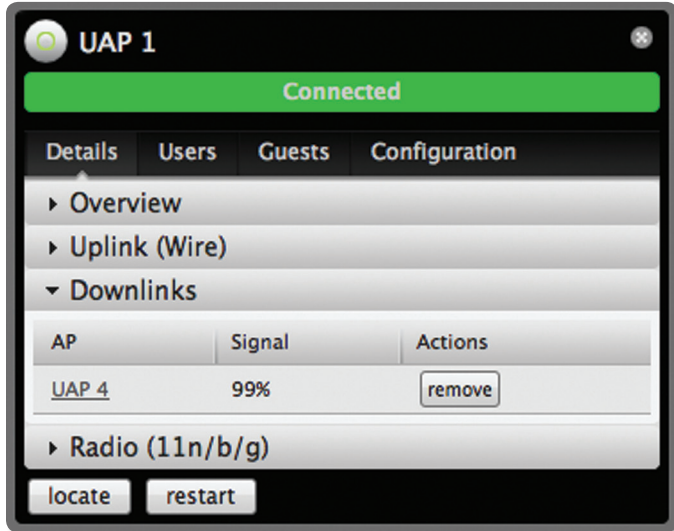 UAP 1
Connected
Details Users Guests Configuration
Overview
Uplink (Wire)
Downlinks
AP Signal Actions
UAP 4 99% remove
Radio (11n/b/g)
locate restart